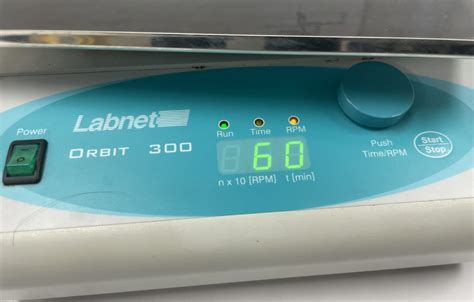 Power
Labnet
ORBIT 300
Run Time RPM
60
n x 10 [RPM] t [min]
Push
Time/RPM
Start
Stop